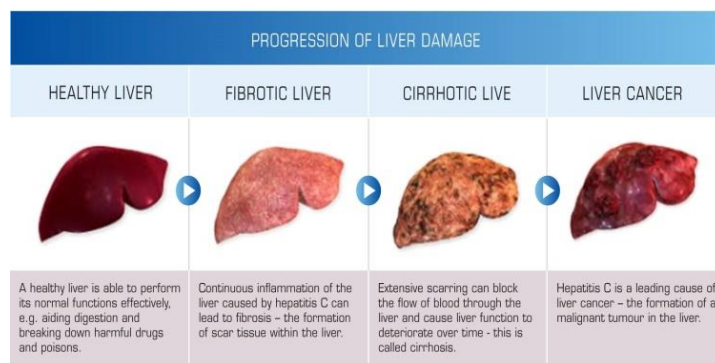 PROGRESSION OF LIVER DAMAGE
HEALTHY LIVER
FIBROTIC LIVER
CIRRHOTIC LIVE
LIVER CANCER
A healthy liver is able to perform
its normal functions effectively,
e.g. aiding digestion and
breaking down harmful drugs
and poisons.
Continuous inflammation of the
liver caused by hepatitis C can
lead to fibrosis – the formation
of scar tissue within the liver.
Extensive scarring can block
the flow of blood through the
liver and cause liver function to
deteriorate over time - this is
called cirrhosis.
Hepatitis C is a leading cause of
liver cancer – the formation of a
malignant tumour in the liver.